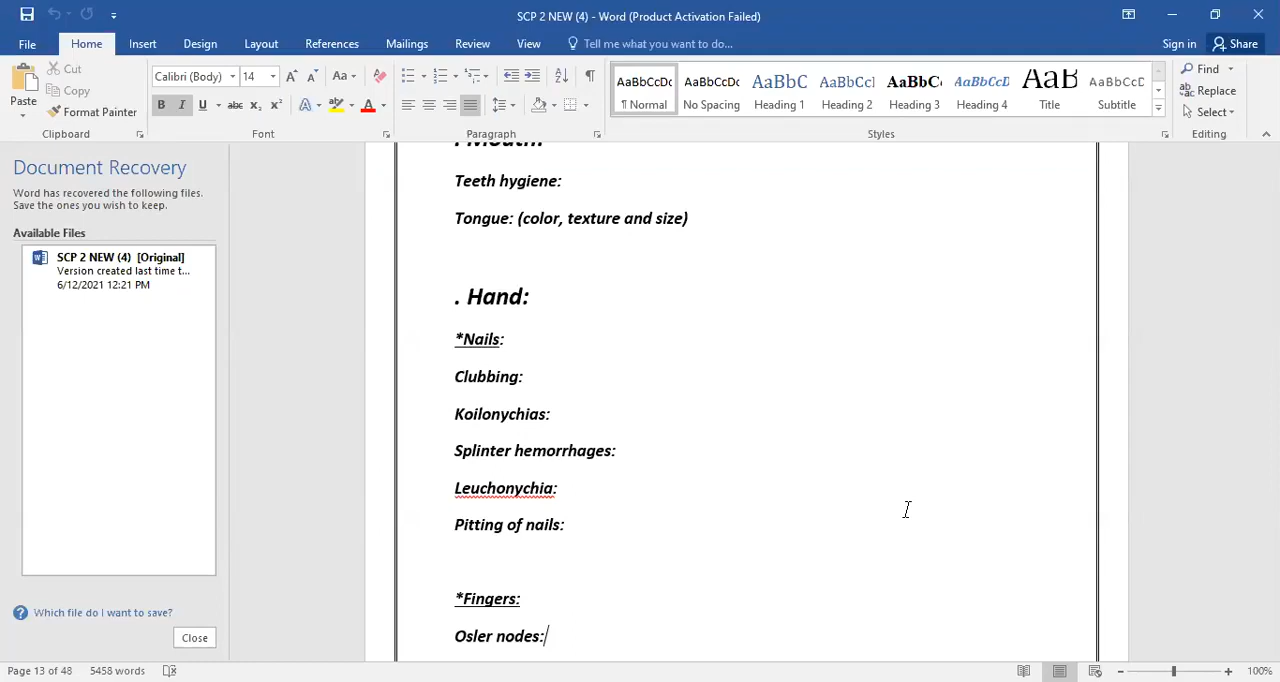 SCP 2 NEW (4) - Word (Product Activation Failed)
File Home Insert Design Layout References Mailings Review View Tell me what you want to do... Sign in Share
Paste Cut Copy Format Painter
Calibri (Body) 14
AaBbCcDc AaBbCcDc AaBbC AaBbCcI AaBbC AaBbCcD AaB AaBbCcD
¶ Normal No Spacing Heading 1 Heading 2 Heading 3 Heading 4 Title Subtitle
Find Replace Select
Clipboard Font Paragraph Styles Editing
Document Recovery
Word has recovered the following files.
Save the ones you wish to keep.
Available Files
SCP 2 NEW (4) [Original]
Version created last time t...
6/12/2021 12:21 PM
Which file do I want to save?
Close
. Mouth:
Teeth hygiene:
Tongue: (color, texture and size)
. Hand:
*Nails:
Clubbing:
Koilonychias:
Splinter hemorrhages:
Leuchonychia:
Pitting of nails:
*Fingers:
Osler nodes:
Page 13 of 48 5458 words 100%